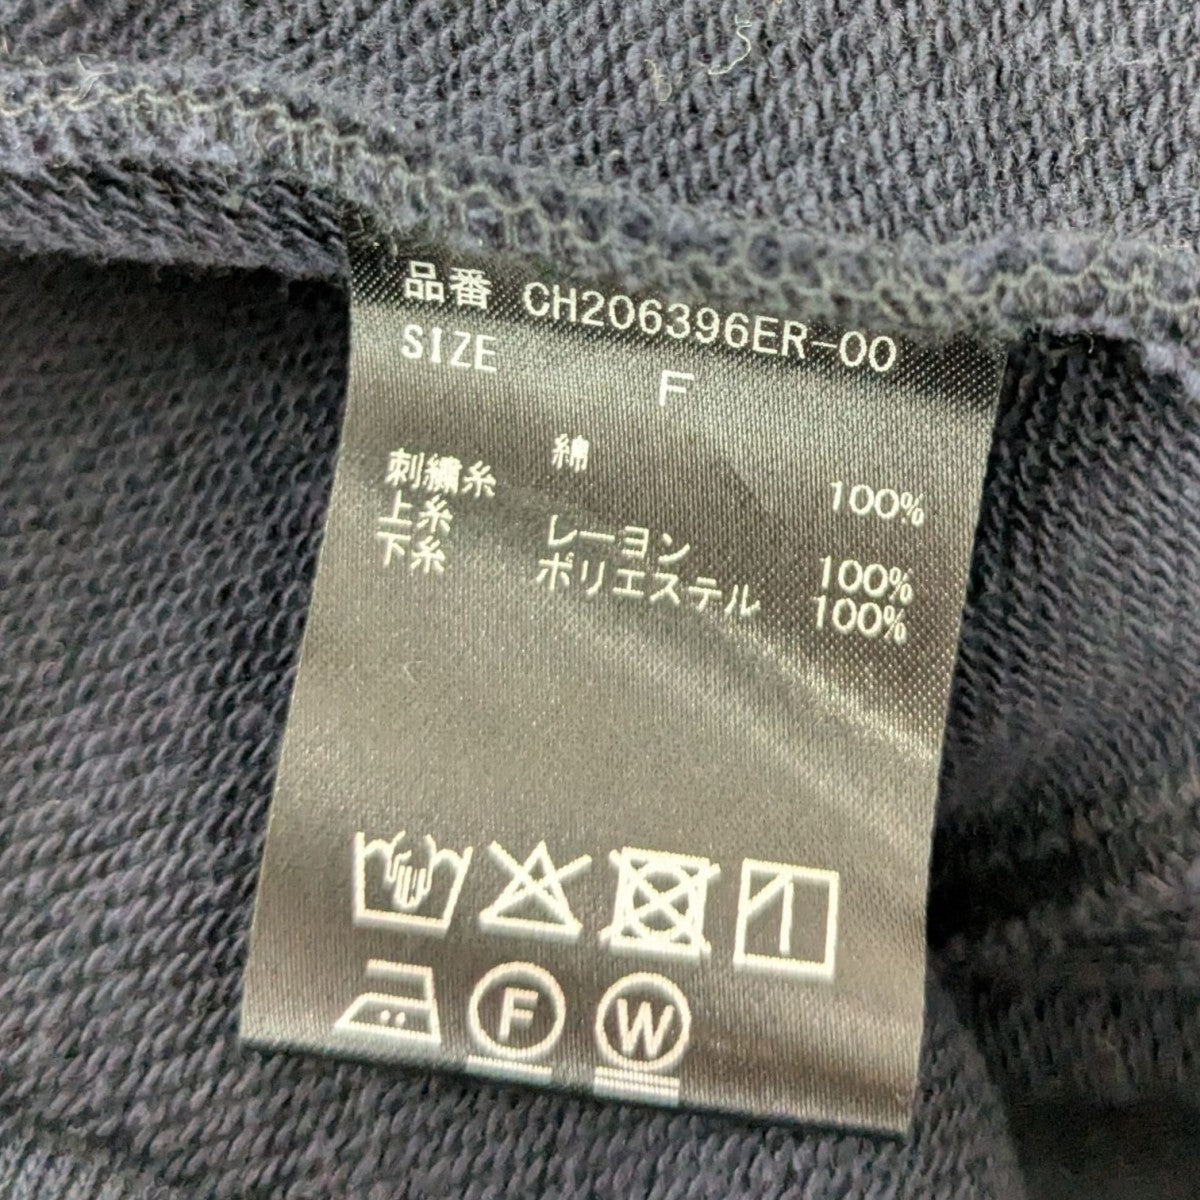 品番 CH206396ER-00
SIZE F
綿 100%
刺繍糸
上糸 レーヨン 100%
下糸 ポリエステル 100%
F
W